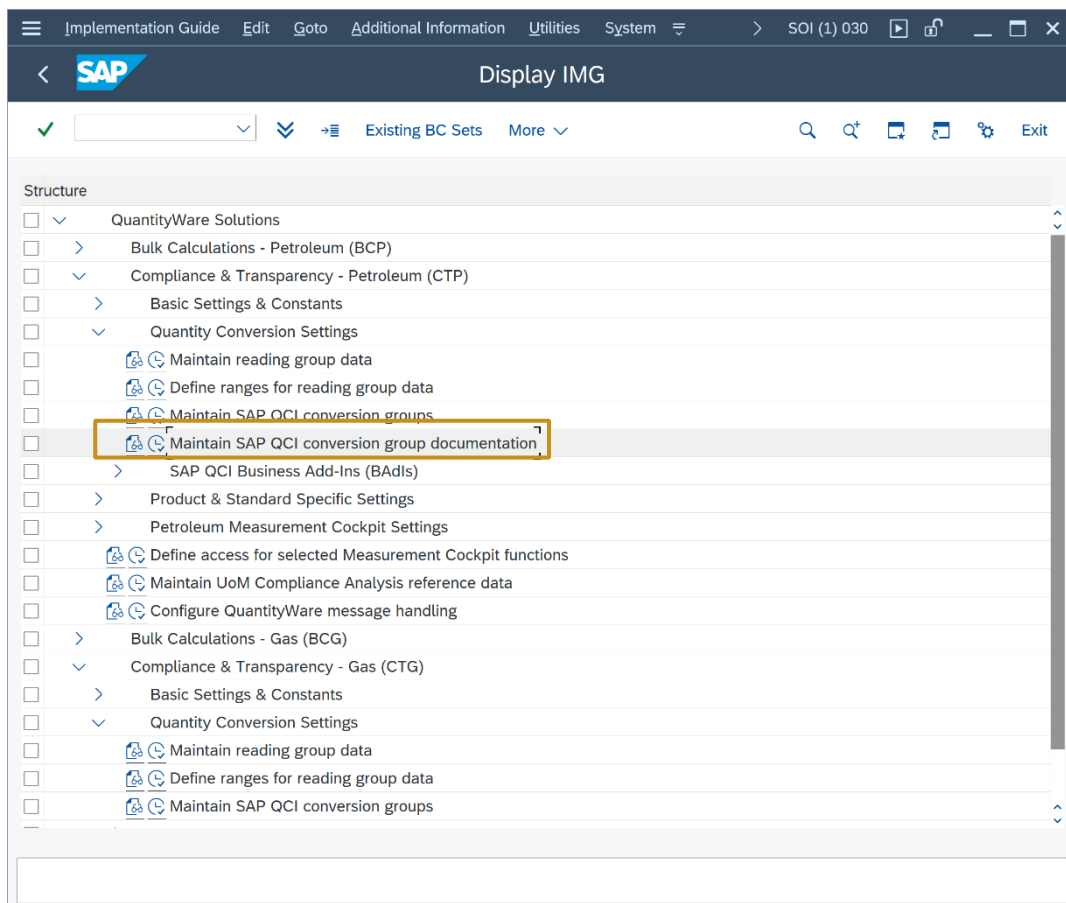 Implementation Guide Edit Goto Additional Information Utilities System SOI (1) 030
SAP Display IMG
Existing BC Sets More Exit
Structure
QuantityWare Solutions
Bulk Calculations - Petroleum (BCP)
Compliance & Transparency - Petroleum (CTP)
Basic Settings & Constants
Quantity Conversion Settings
Maintain reading group data
Define ranges for reading group data
Maintain SAP QCI conversion groups
Maintain SAP QCI conversion group documentation
SAP QCI Business Add-Ins (BAdIs)
Product & Standard Specific Settings
Petroleum Measurement Cockpit Settings
Define access for selected Measurement Cockpit functions
Maintain UoM Compliance Analysis reference data
Configure QuantityWare message handling
Bulk Calculations - Gas (BCG)
Compliance & Transparency - Gas (CTG)
Basic Settings & Constants
Quantity Conversion Settings
Maintain reading group data
Define ranges for reading group data
Maintain SAP QCI conversion groups